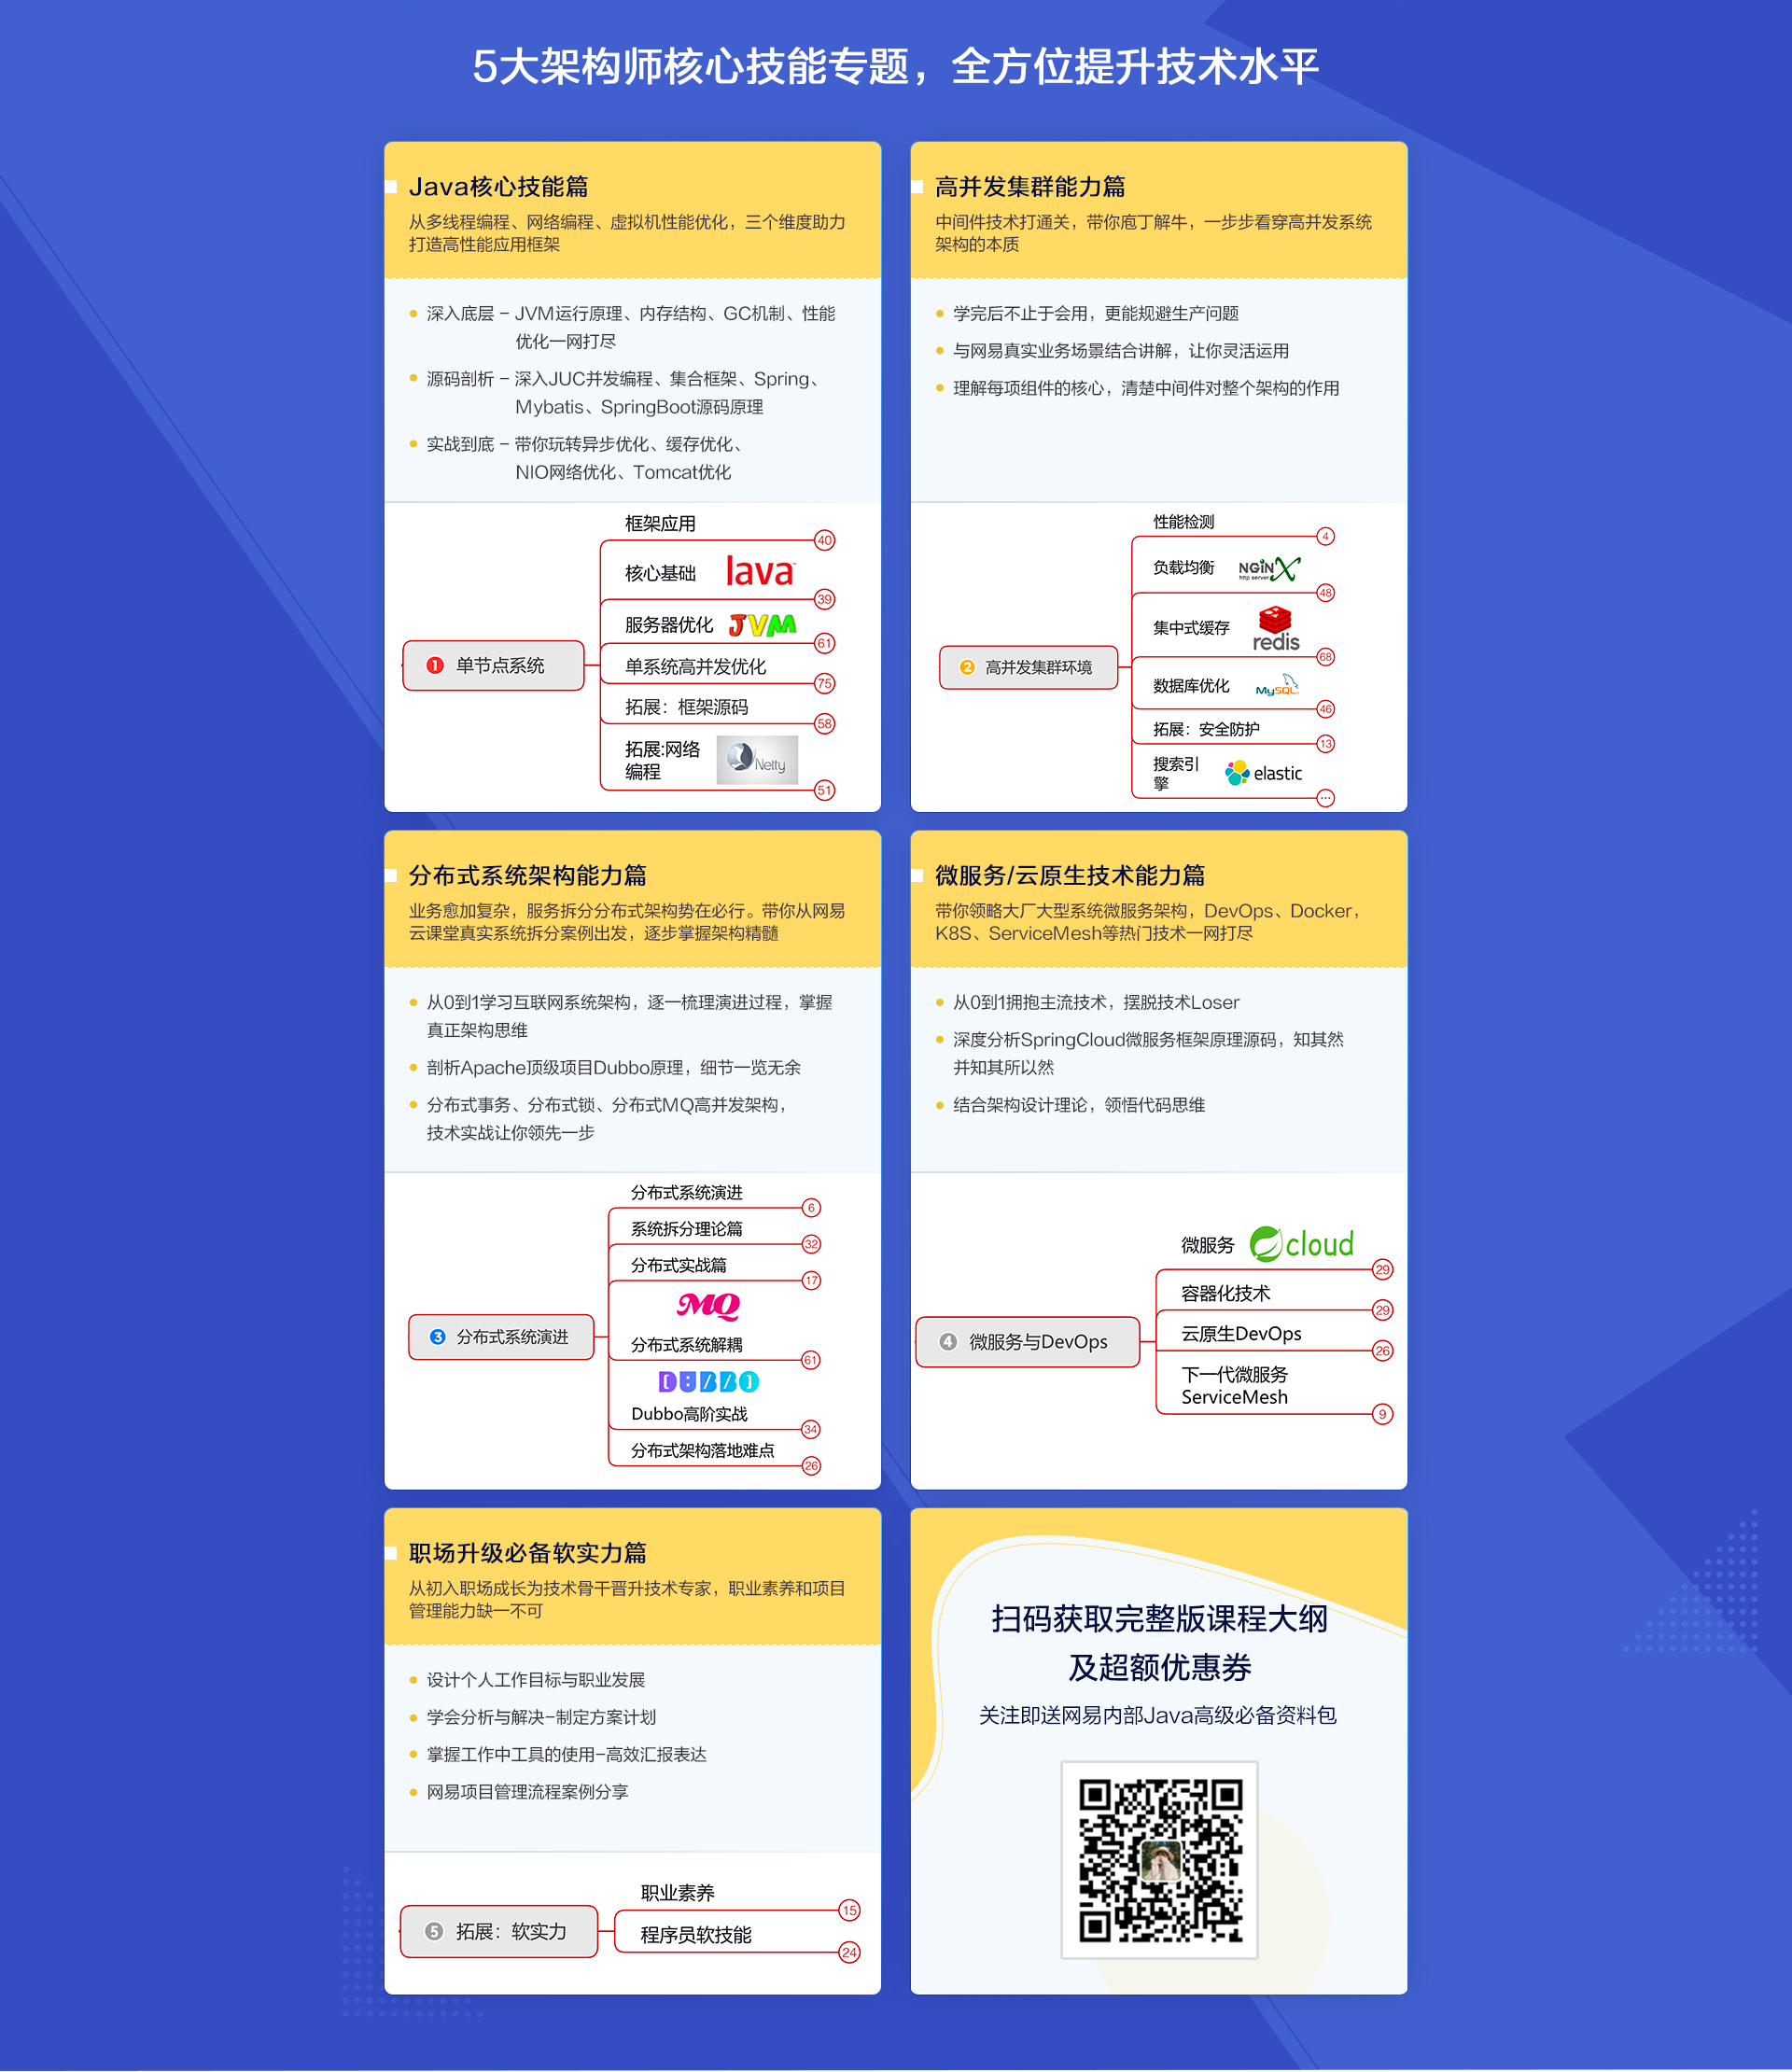 5大架构师核心技能专题，全方位提升技术水平
Java核心技能篇
从多线程编程、网络编程、虚拟机性能优化，三个维度助力
打造高性能应用框架
深入底层 – JVM运行原理、内存结构、GC机制、性能
优化一网打尽
源码剖析 – 深入JUC并发编程、集合框架、Spring、
Mybatis、SpringBoot源码原理
实战到底 – 带你玩转异步优化、缓存优化、
NIO网络优化、Tomcat优化
1 单节点系统
框架应用
40
核心基础 Java
39
服务器优化 JVM
61
单系统高并发优化
75
拓展：框架源码
58
拓展:网络
编程 Netty
51
高并发集群能力篇
中间件技术打通关，带你庖丁解牛，一步步看穿高并发系统
架构的本质
学完后不止于会用，更能规避生产问题
与网易真实业务场景结合讲解，让你灵活运用
理解每项组件的核心，清楚中间件对整个架构的作用
2 高并发集群环境
性能检测
4
负载均衡 NGINX
http server
48
集中式缓存 redis
68
数据库优化 MySQL
46
拓展：安全防护
13
搜索引
擎 elastic
...
分布式系统架构能力篇
业务愈加复杂，服务拆分分布式架构势在必行。带你从网易
云课堂真实系统拆分案例出发，逐步掌握架构精髓
从0到1学习互联网系统架构，逐一梳理演进过程，掌握
真正架构思维
剖析Apache顶级项目Dubbo原理，细节一览无余
分布式事务、分布式锁、分布式MQ高并发架构，
技术实战让你领先一步
3 分布式系统演进
分布式系统演进
6
系统拆分理论篇
32
分布式实战篇
17
MQ
分布式系统解耦
61
DUBBO
Dubbo高阶实战
34
分布式架构落地难点
26
微服务/云原生技术能力篇
带你领略大厂大型系统微服务架构，DevOps、Docker，
K8S、ServiceMesh等热门技术一网打尽
从0到1拥抱主流技术，摆脱技术Loser
深度分析SpringCloud微服务框架原理源码，知其然
并知其所以然
结合架构设计理论，领悟代码思维
4 微服务与DevOps
微服务 cloud
29
容器化技术
29
云原生DevOps
26
下一代微服务
ServiceMesh
9
职场升级必备软实力篇
从初入职场成长为技术骨干晋升技术专家，职业素养和项目
管理能力缺一不可
设计个人工作目标与职业发展
学会分析与解决–制定方案计划
掌握工作中工具的使用–高效汇报表达
网易项目管理流程案例分享
5 拓展：软实力
职业素养
15
程序员软技能
24
扫码获取完整版课程大纲
及超额优惠券
关注即送网易内部Java高级必备资料包